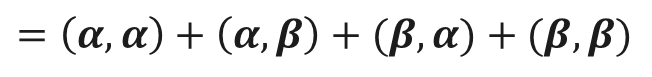 = (α, α) + (α, β) + (β, α) + (β, β)